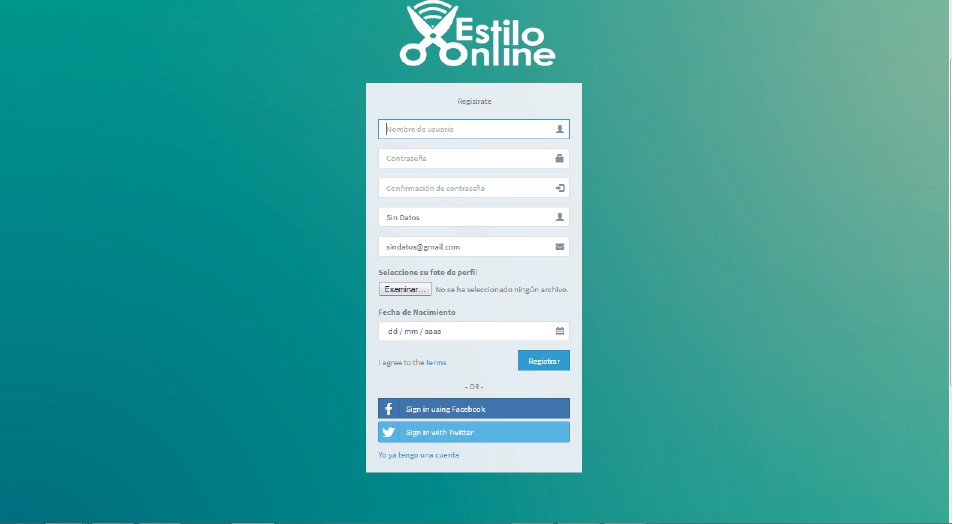 Estilo
Online
Registrate
Nombre de usuario
Contraseña
Confirmación de contraseña
Sin Datos
sindatos@gmail.com
Seleccione su foto de perfil
Examinar... No se ha seleccionado ningún archivo.
Fecha de Nacimiento
dd / mm / aaaa
I agree to the terms Registrar
- OR -
Sign in using Facebook
Sign in with Twitter
Yo ya tengo una cuenta